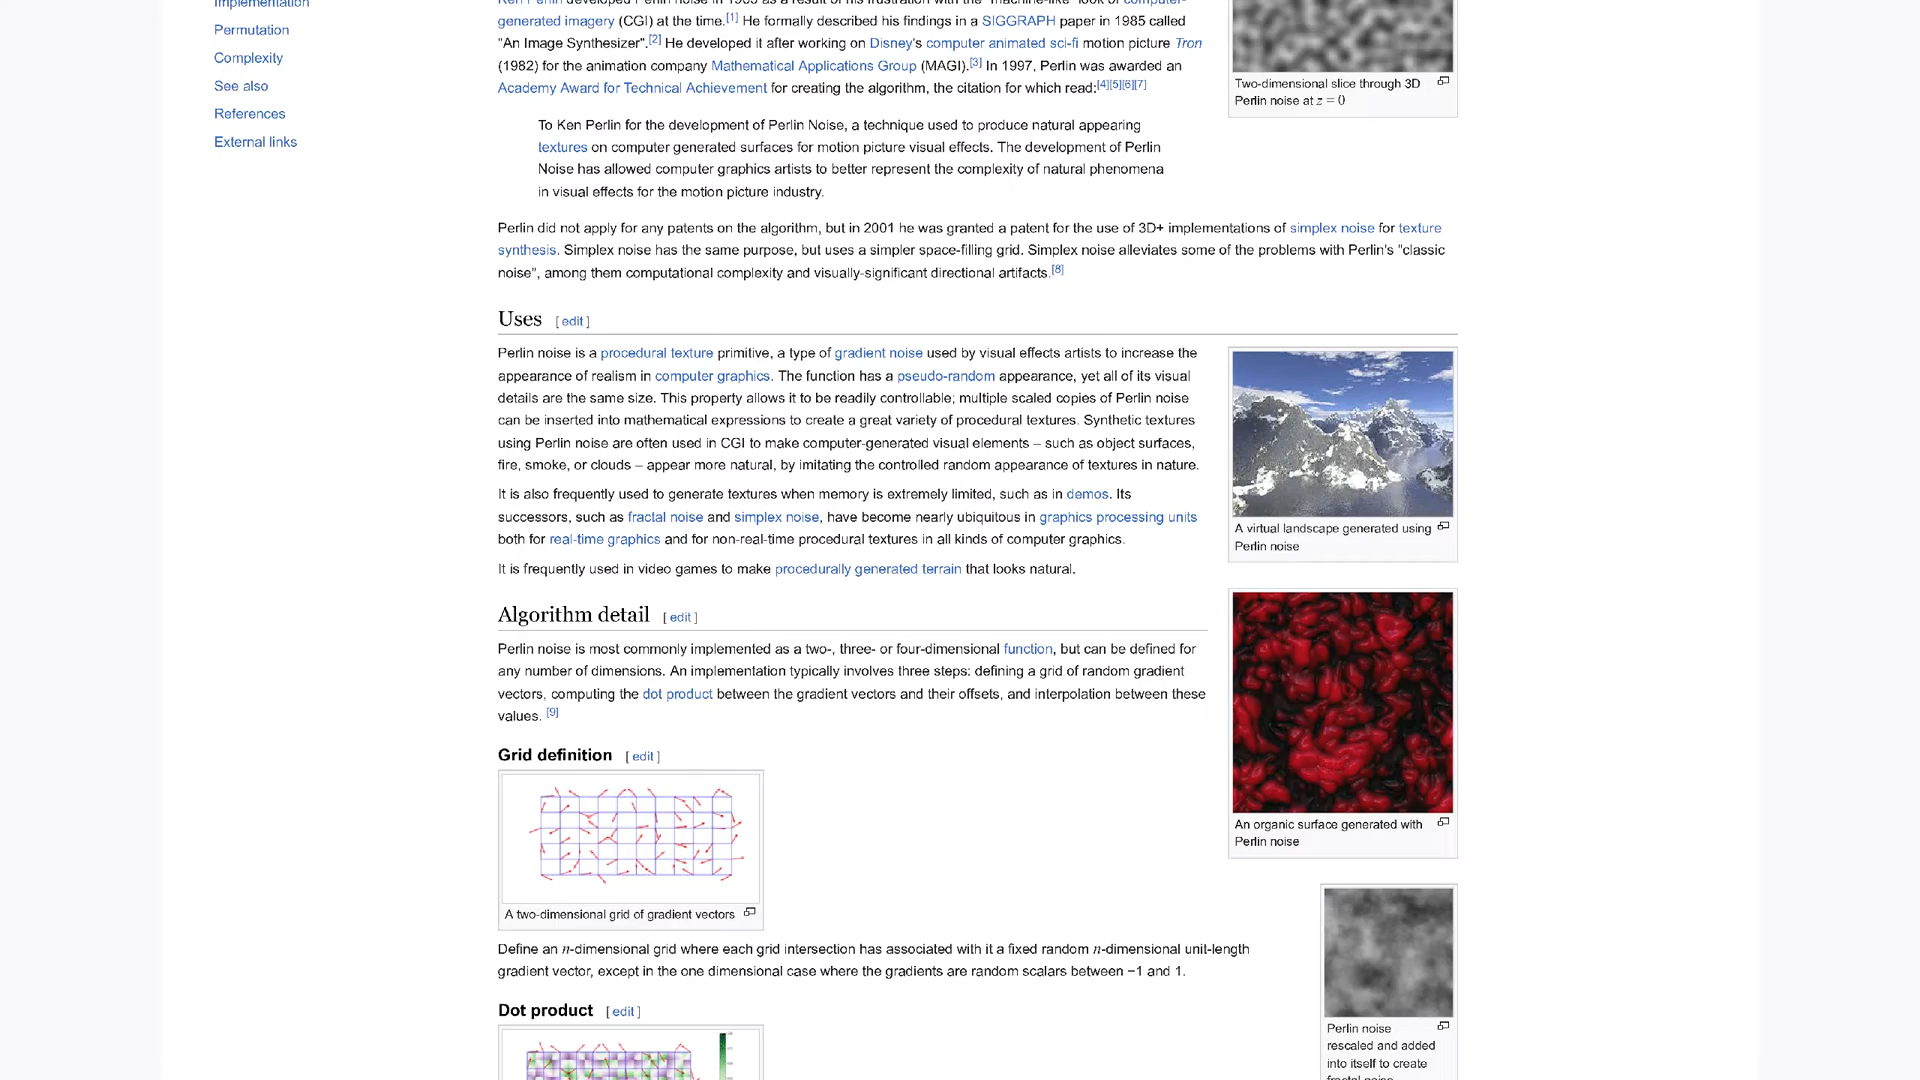 Implementation
Permutation
Complexity
See also
References
External links
generated imagery (CGI) at the time.[1] He formally described his findings in a SIGGRAPH paper in 1985 called
"An Image Synthesizer".[2] He developed it after working on Disney's computer animated sci-fi motion picture Tron
(1982) for the animation company Mathematical Applications Group (MAGI).[3] In 1997, Perlin was awarded an
Academy Award for Technical Achievement for creating the algorithm, the citation for which read:[4][5][6][7]
To Ken Perlin for the development of Perlin Noise, a technique used to produce natural appearing
textures on computer generated surfaces for motion picture visual effects. The development of Perlin
Noise has allowed computer graphics artists to better represent the complexity of natural phenomena
in visual effects for the motion picture industry.
Two-dimensional slice through 3D
Perlin noise at z = 0
Perlin did not apply for any patents on the algorithm, but in 2001 he was granted a patent for the use of 3D+ implementations of simplex noise for texture
synthesis. Simplex noise has the same purpose, but uses a simpler space-filling grid. Simplex noise alleviates some of the problems with Perlin's "classic
noise", among them computational complexity and visually-significant directional artifacts.[8]
Uses [ edit ]
Perlin noise is a procedural texture primitive, a type of gradient noise used by visual effects artists to increase the
appearance of realism in computer graphics. The function has a pseudo-random appearance, yet all of its visual
details are the same size. This property allows it to be readily controllable; multiple scaled copies of Perlin noise
can be inserted into mathematical expressions to create a great variety of procedural textures. Synthetic textures
using Perlin noise are often used in CGI to make computer-generated visual elements – such as object surfaces,
fire, smoke, or clouds – appear more natural, by imitating the controlled random appearance of textures in nature.
It is also frequently used to generate textures when memory is extremely limited, such as in demos. Its
successors, such as fractal noise and simplex noise, have become nearly ubiquitous in graphics processing units
both for real-time graphics and for non-real-time procedural textures in all kinds of computer graphics.
It is frequently used in video games to make procedurally generated terrain that looks natural.
A virtual landscape generated using
Perlin noise
Algorithm detail [ edit ]
Perlin noise is most commonly implemented as a two-, three- or four-dimensional function, but can be defined for
any number of dimensions. An implementation typically involves three steps: defining a grid of random gradient
vectors, computing the dot product between the gradient vectors and their offsets, and interpolation between these
values. [9]
An organic surface generated with
Perlin noise
Grid definition [ edit ]
A two-dimensional grid of gradient vectors
Define an n-dimensional grid where each grid intersection has associated with it a fixed random n-dimensional unit-length
gradient vector, except in the one dimensional case where the gradients are random scalars between −1 and 1.
Dot product [ edit ]
Perlin noise
rescaled and added
into itself to create